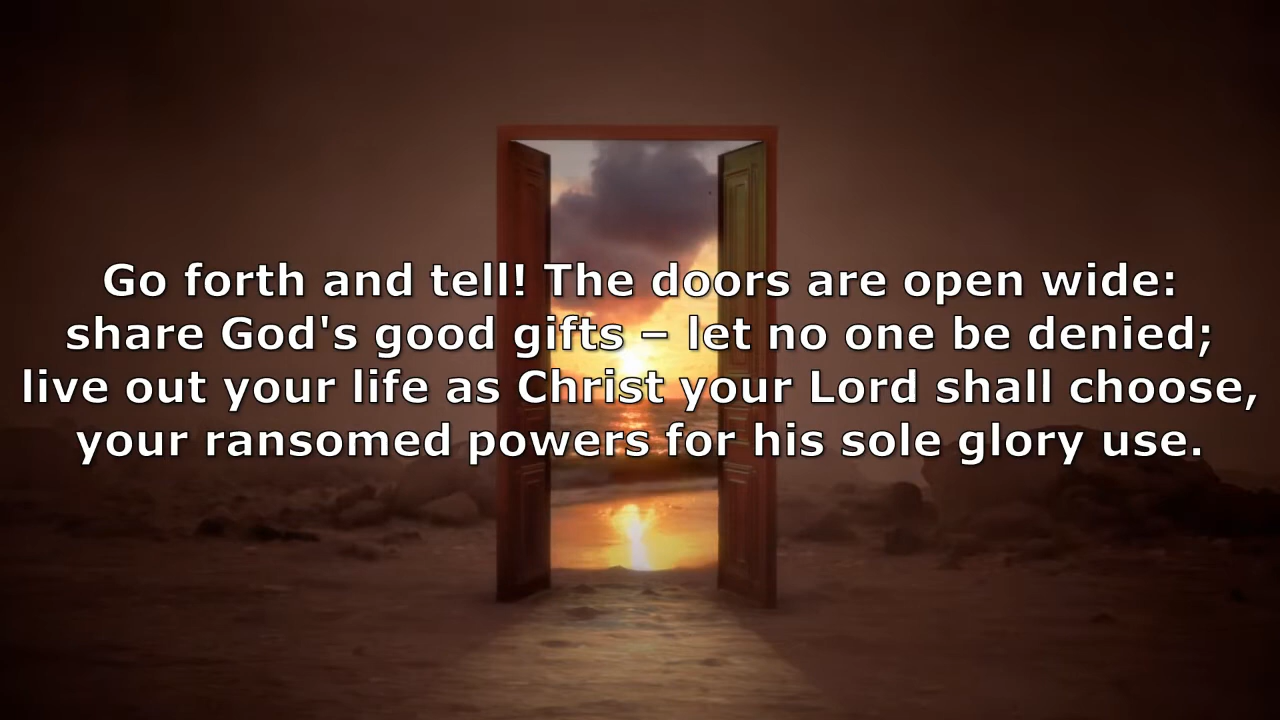 Go forth and tell! The doors are open wide:
share God's good gifts – let no one be denied;
live out your life as Christ your Lord shall choose,
your ransomed powers for his sole glory use.